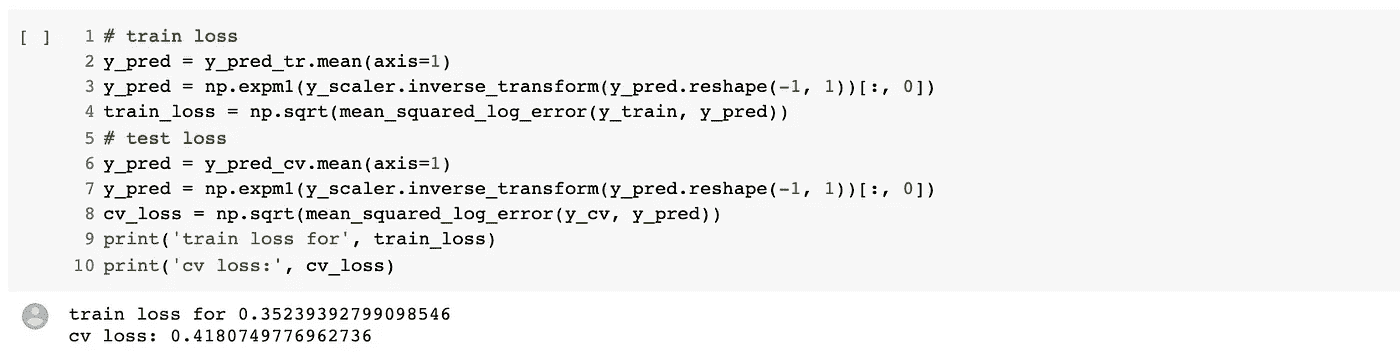 [ ] 1 # train loss
2 y_pred = y_pred_tr.mean(axis=1)
3 y_pred = np.expm1(y_scaler.inverse_transform(y_pred.reshape(-1, 1))[:, 0])
4 train_loss = np.sqrt(mean_squared_log_error(y_train, y_pred))
5 # test loss
6 y_pred = y_pred_cv.mean(axis=1)
7 y_pred = np.expm1(y_scaler.inverse_transform(y_pred.reshape(-1, 1))[:, 0])
8 cv_loss = np.sqrt(mean_squared_log_error(y_cv, y_pred))
9 print('train loss for', train_loss)
10 print('cv loss:', cv_loss)
train loss for 0.35239392799098546
cv loss: 0.4180749776962736